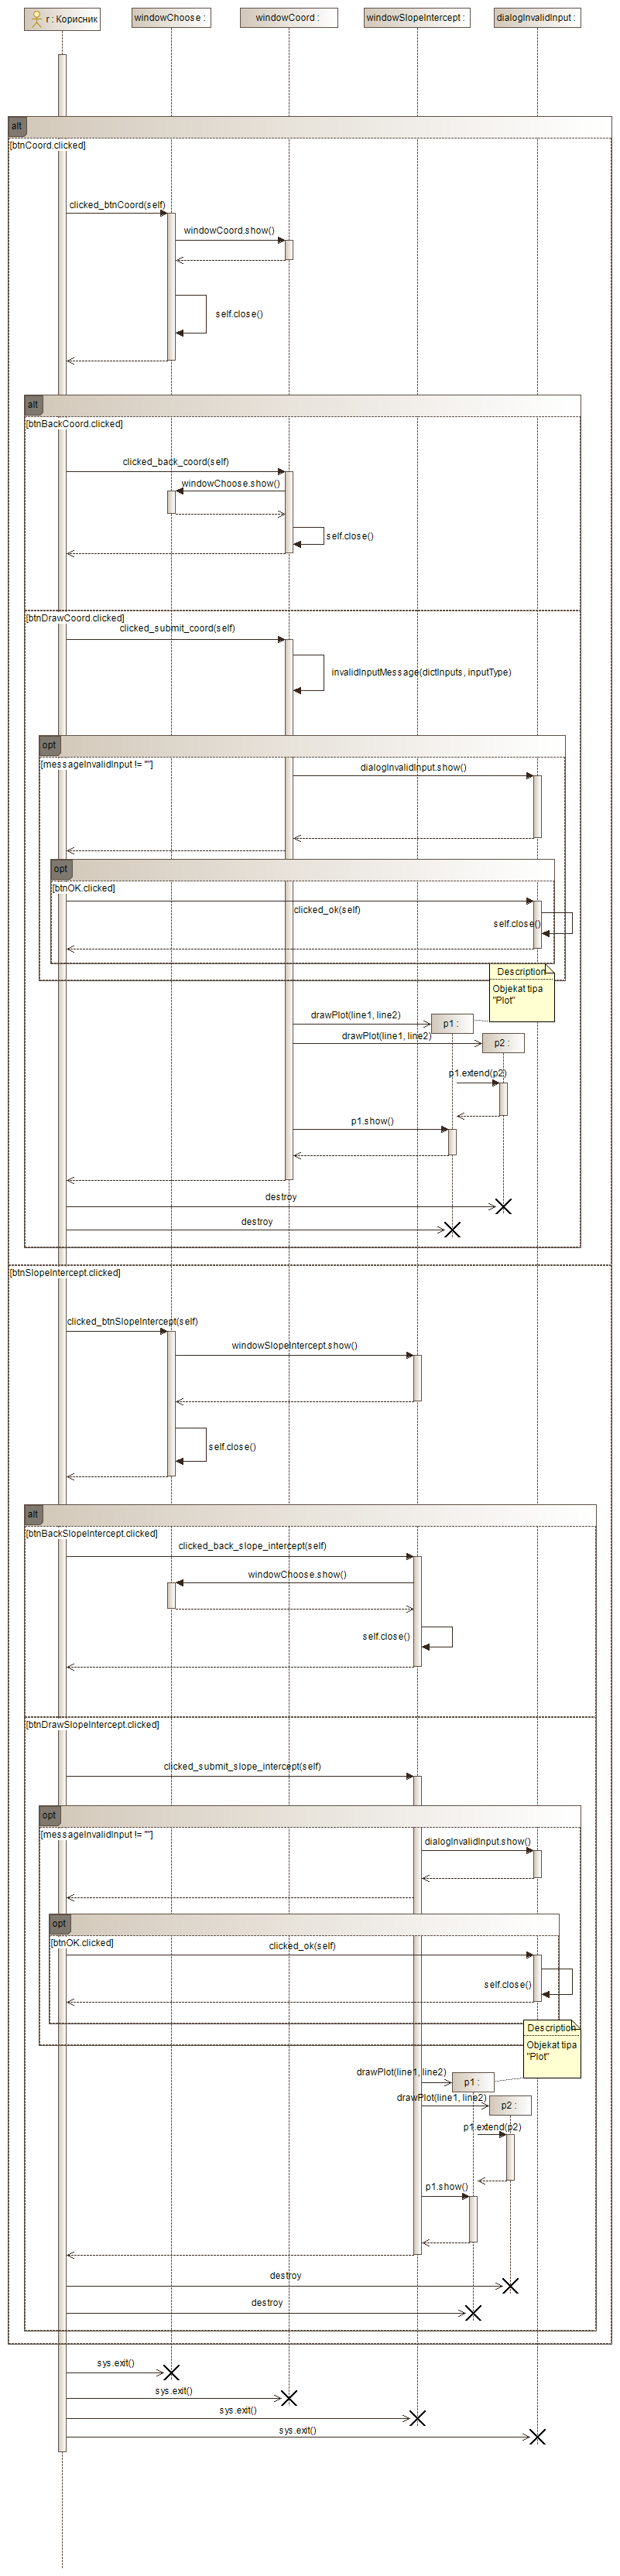 r : Корисник
windowChoose :
windowCoord :
windowSlopeIntercept :
dialogInvalidInput :
alt
[btnCoord.clicked]
clicked_btnCoord(self)
windowCoord.show()
self.close()
alt
[btnBackCoord.clicked]
clicked_back_coord(self)
windowChoose.show()
self.close()
[btnDrawCoord.clicked]
clicked_submit_coord(self)
invalidInputMessage(dictInputs, inputType)
opt
[messageInvalidInput != ""]
dialogInvalidInput.show()
opt
[btnOK.clicked]
clicked_ok(self)
self.close()
Description
Objekat tipa
"Plot"
drawPlot(line1, line2)
p1 :
drawPlot(line1, line2)
p2 :
p1.extend(p2)
p1.show()
destroy
destroy
[btnSlopeIntercept.clicked]
clicked_btnSlopeIntercept(self)
windowSlopeIntercept.show()
self.close()
alt
[btnBackSlopeIntercept.clicked]
clicked_back_slope_intercept(self)
windowChoose.show()
self.close()
[btnDrawSlopeIntercept.clicked]
clicked_submit_slope_intercept(self)
opt
[messageInvalidInput != ""]
dialogInvalidInput.show()
opt
[btnOK.clicked]
clicked_ok(self)
self.close()
Description
Objekat tipa
"Plot"
drawPlot(line1, line2)
p1 :
drawPlot(line1, line2)
p2 :
p1.extend(p2)
p1.show()
destroy
destroy
sys.exit()
sys.exit()
sys.exit()
sys.exit()